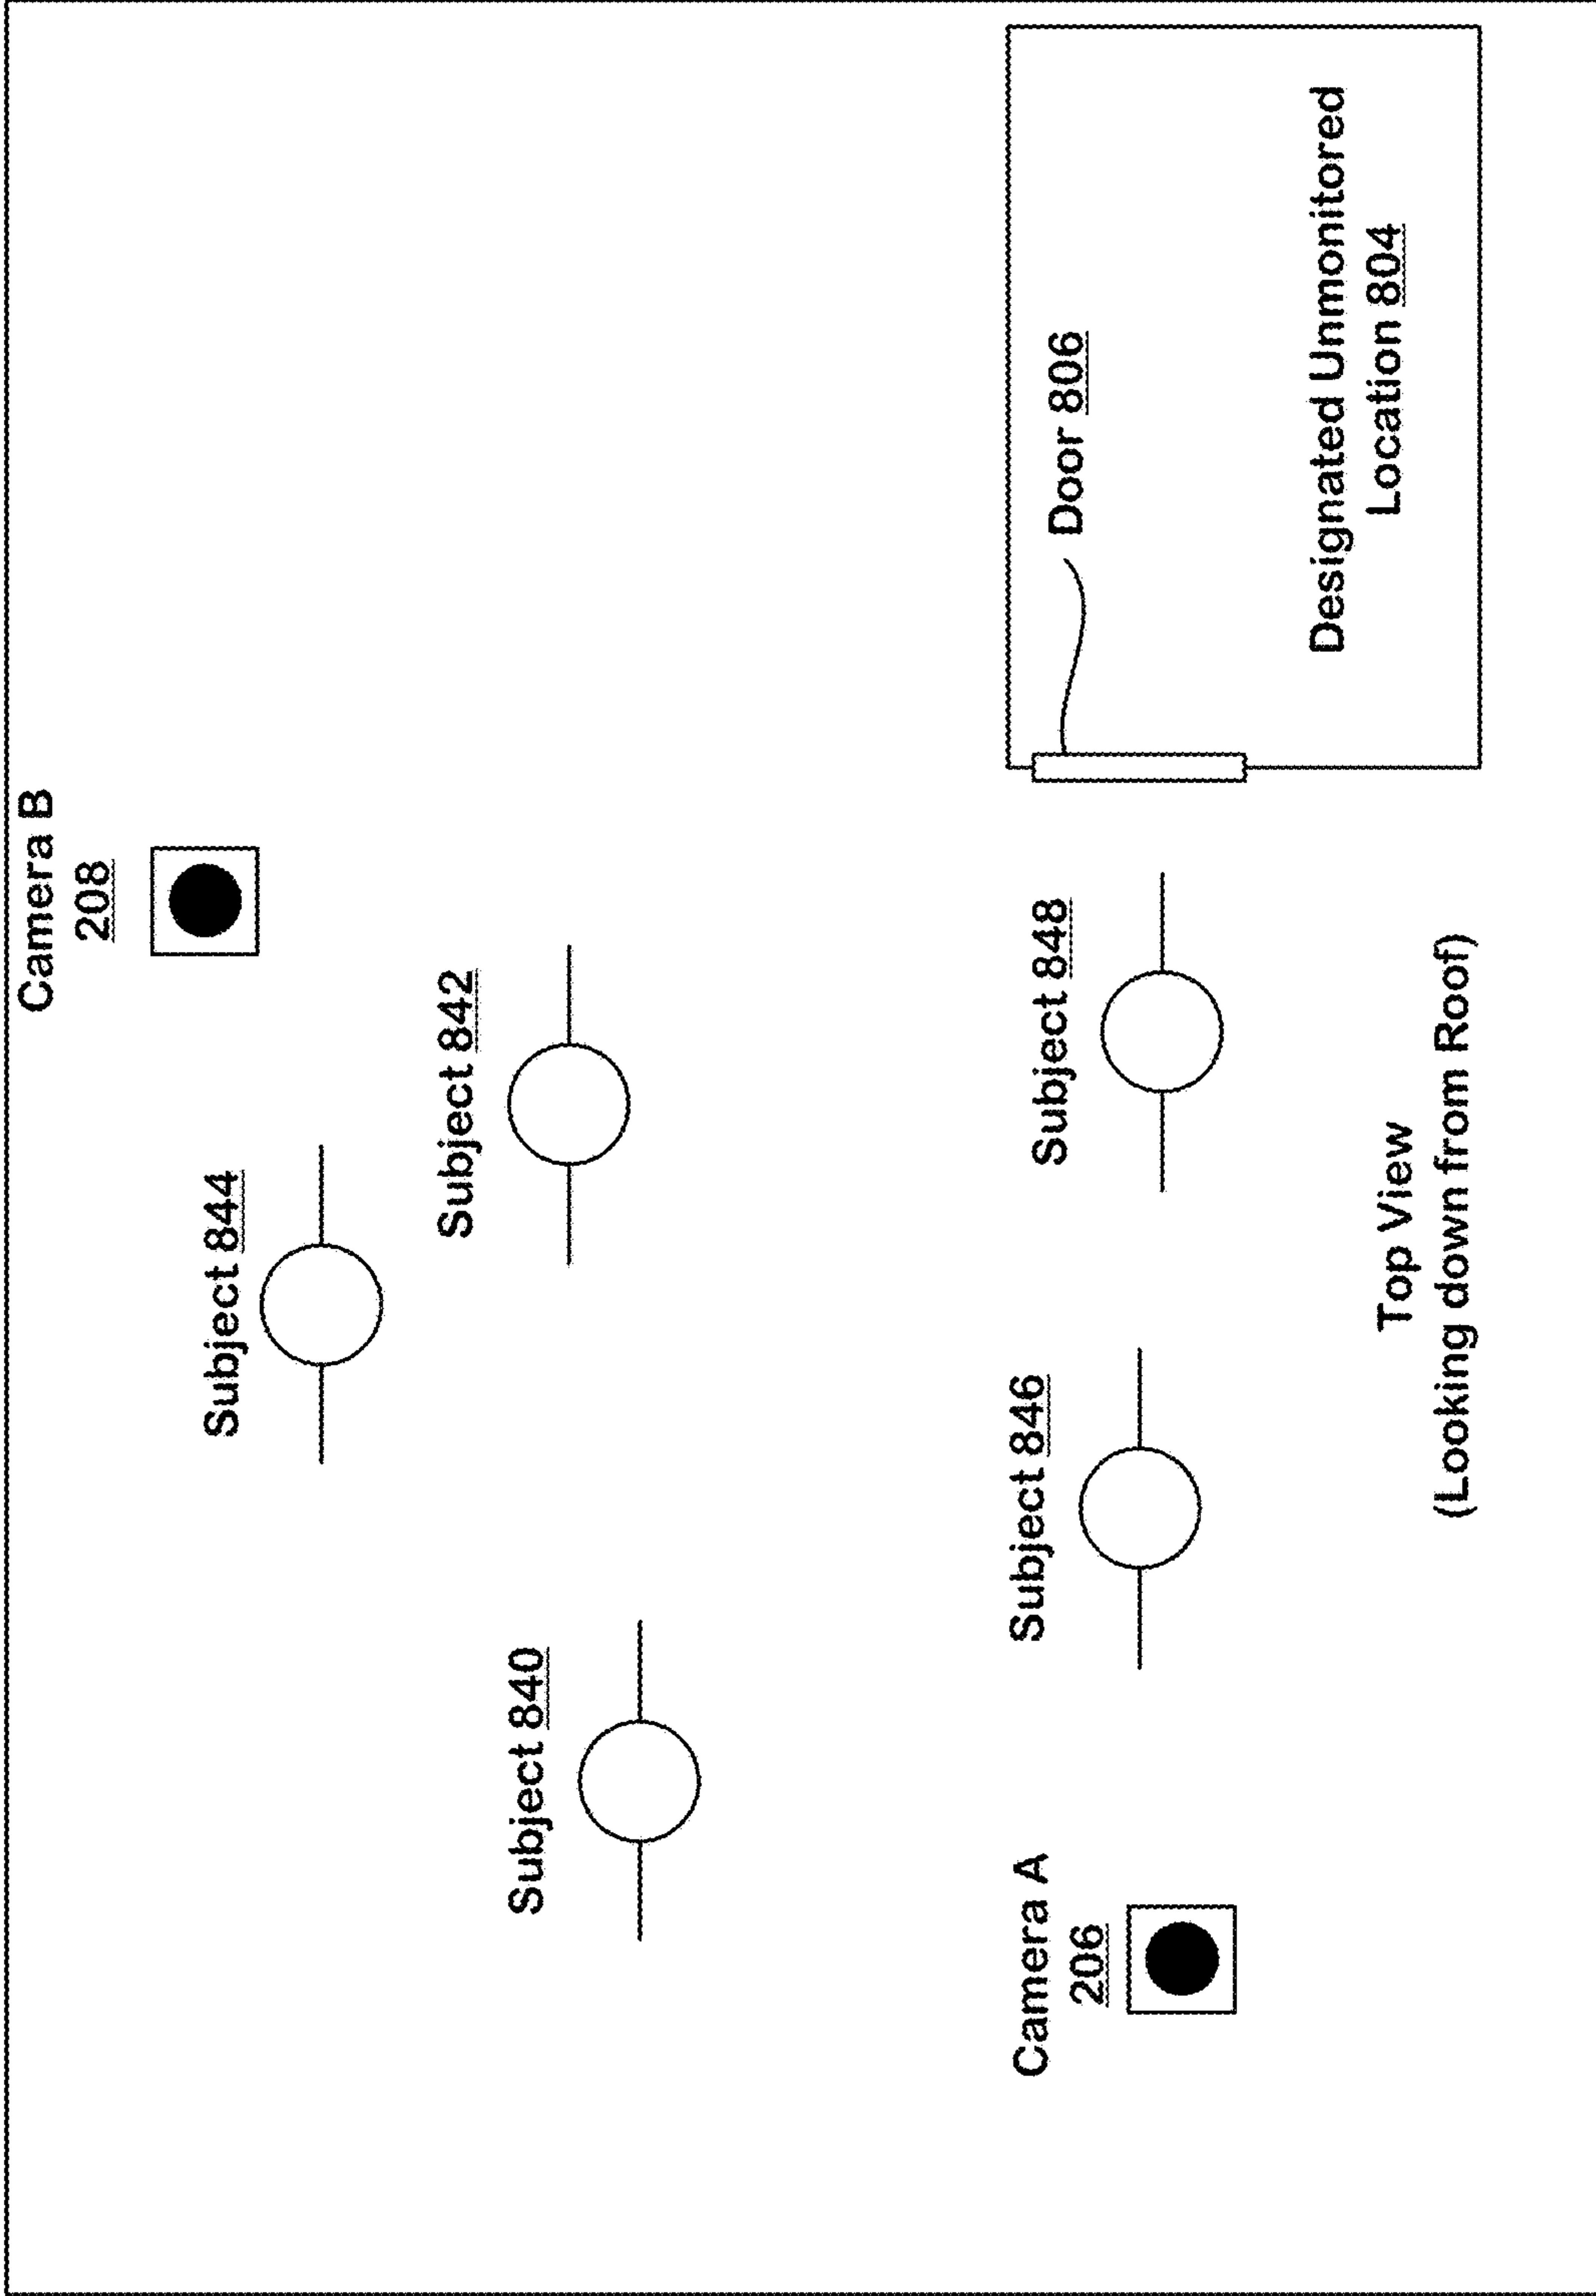 Camera B
208
Subject 844
Subject 842
Subject 840
Camera A
206
Subject 846
Subject 848
Door 806
Designated Unmonitored
Location 804
Top View
(Looking down from Roof)